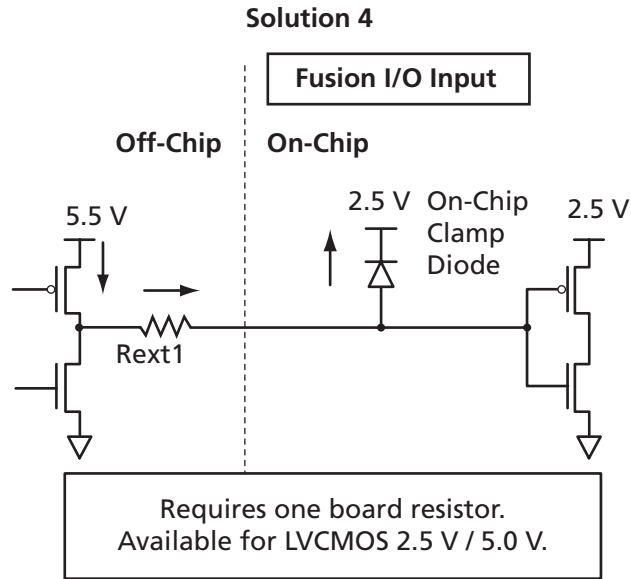 Solution 4
Fusion I/O Input
Off-Chip
On-Chip
5.5 V
2.5 V
On-Chip
Clamp
Diode
2.5 V
Rext1
Requires one board resistor.
Available for LVCMOS 2.5 V / 5.0 V.